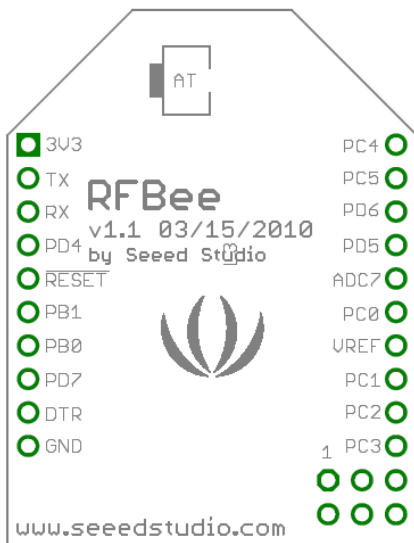 AT
3V3
TX
RX
PD4
RESET
PB1
PB0
PD7
DTR
GND
RFBee
v1.1 03/15/2010
by Seeed Studio
PC4
PC5
PD6
PD5
ADC7
PC0
VREF
PC1
PC2
PC3
1
www.seeedstudio.com